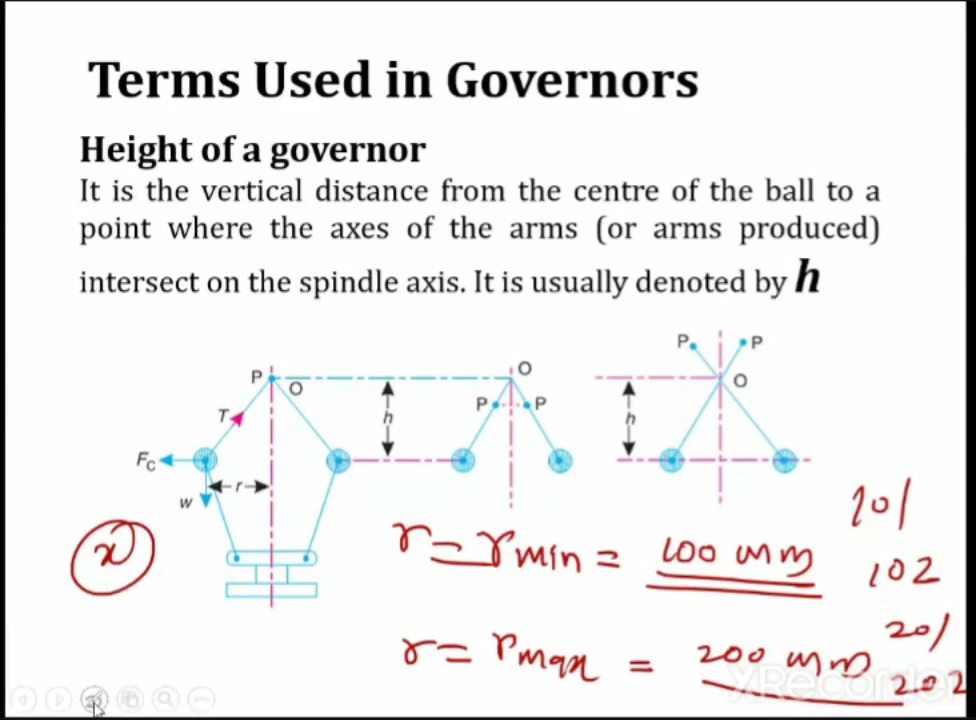 Terms Used in Governors
Height of a governor
It is the vertical distance from the centre of the ball to a
point where the axes of the arms (or arms produced)
intersect on the spindle axis. It is usually denoted by h
P O
T
FC
w
r
h
O
P P
P P
O
h
r = rmin = 100 mm
101
102
r = rmax = 200 mm
201
202
x
XRecorder